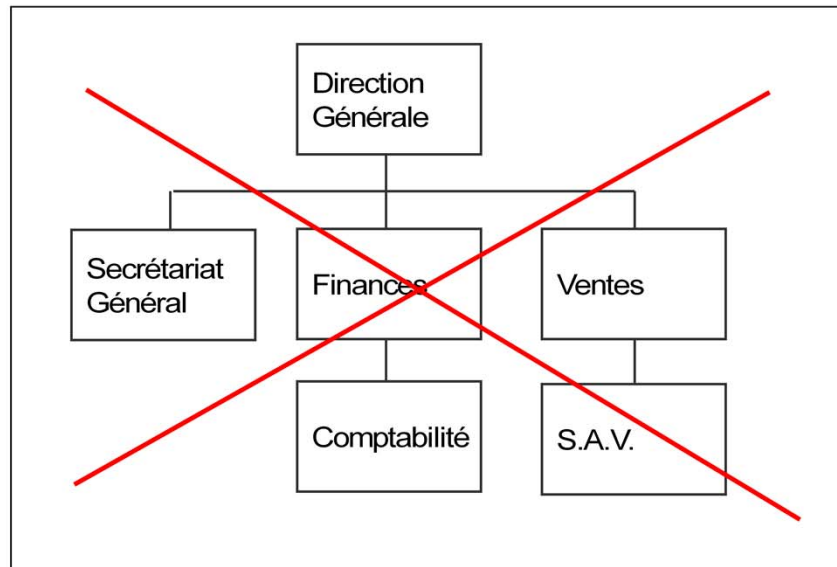 Direction
Générale
Secrétariat
Général
Finances
Ventes
Comptabilité
S.A.V.